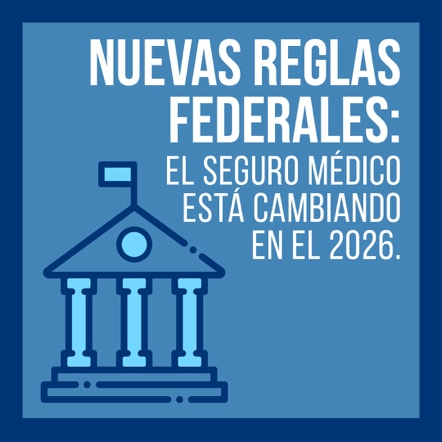 NUEVAS REGLAS
FEDERALES:
EL SEGURO MÉDICO
ESTÁ CAMBIANDO
EN EL 2026.